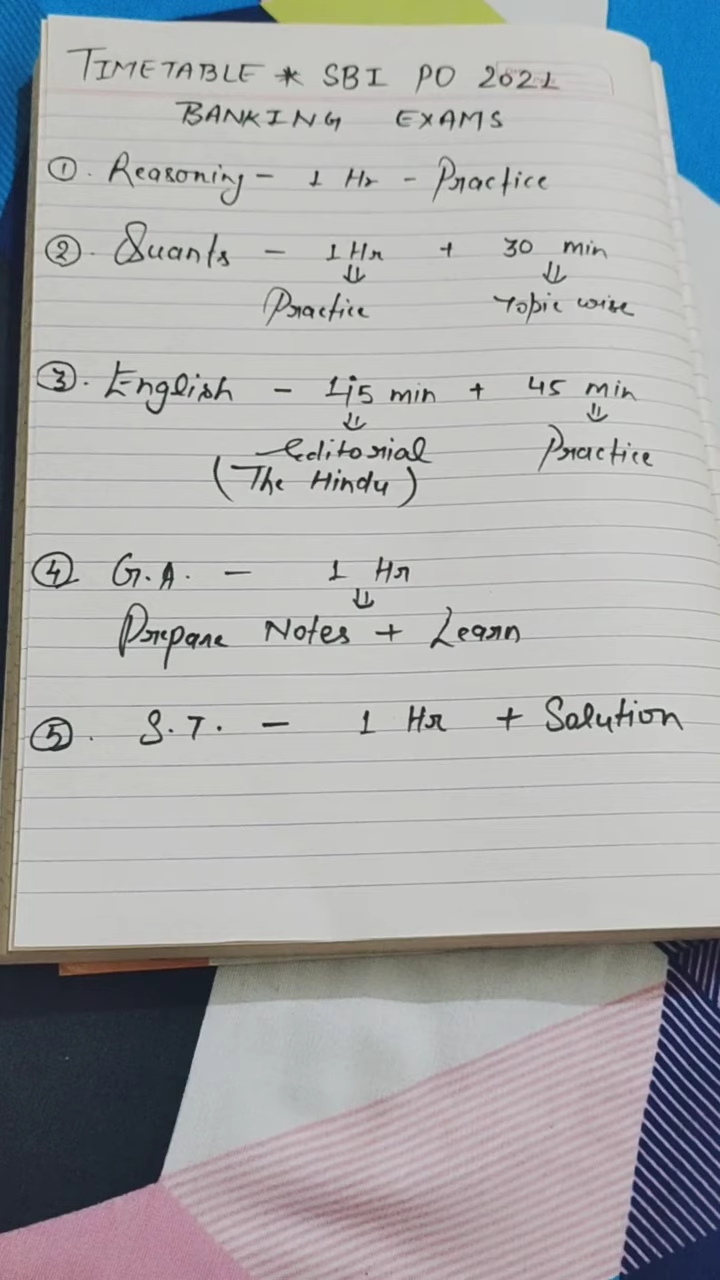 TIMETABLE * SBI PO 2021
BANKING EXAMS
① . Reasoning - 1 Hr - Practice
② . Quants - 1 Hr + 30 min
⇓ ⇓
Practice Topic wise
③ . English - 1;5 min + 45 min
⇓ ⇓
Editorial Practice
(The Hindu)
④ G.A. - 1 Hr
⇓
Prepare Notes + Learn
⑤ . S.T. - 1 Hr + Solution